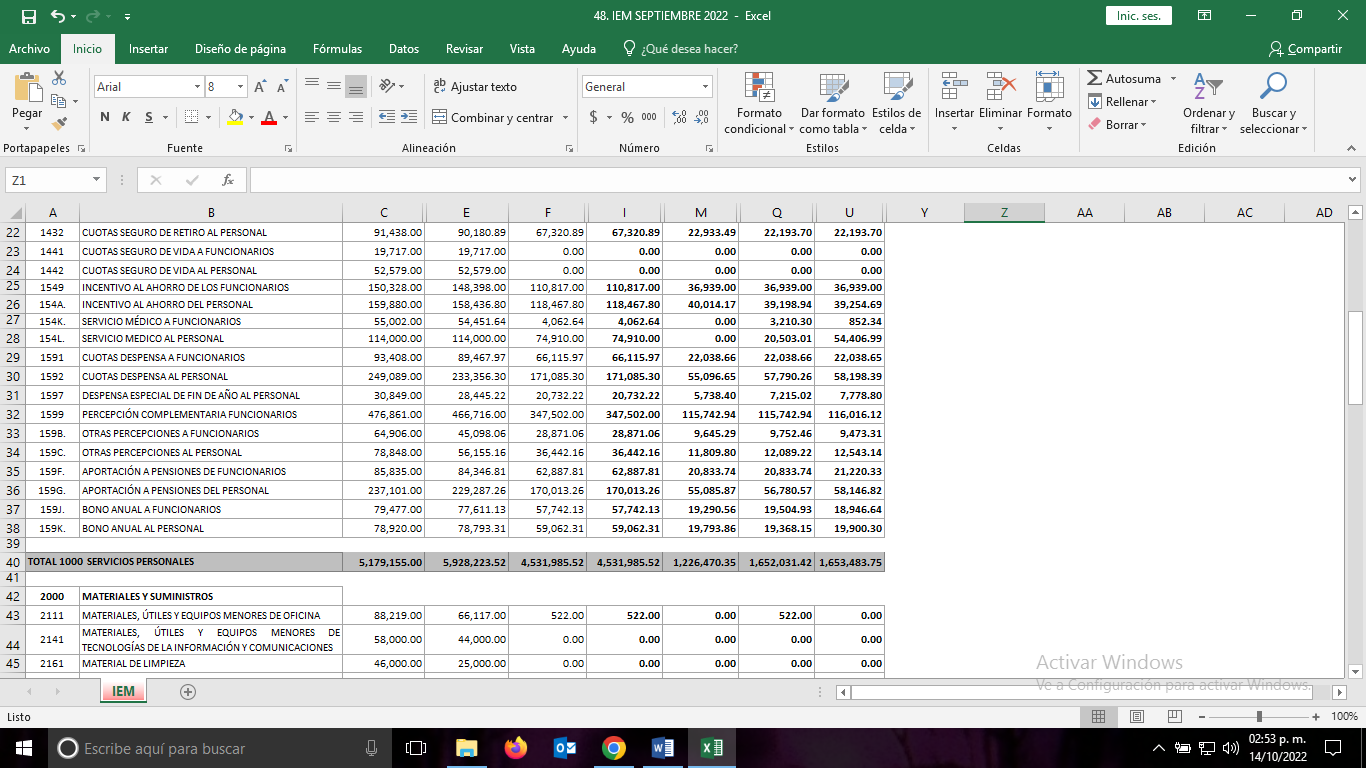 48. IEM SEPTIEMBRE 2022 - Excel
Inic. ses.
Archivo Inicio Insertar Diseño de página Fórmulas Datos Revisar Vista Ayuda ¿Qué desea hacer? Compartir
Pegar
Arial 8 A A
N K S A
ab Ajustar texto
Combinar y centrar
General
$ % 000
Formato condicional
Dar formato como tabla
Estilos de celda
Insertar Eliminar Formato
Autosuma
Rellenar
Borrar
Ordenar y filtrar
Buscar y seleccionar
Portapapeles Fuente Alineación Número Estilos Celdas Edición
Z1 fx
A B C E F I M Q U Y Z AA AB AC AD
22 1432 CUOTAS SEGURO DE RETIRO AL PERSONAL 91,438.00 90,180.89 67,320.89 67,320.89 22,933.49 22,193.70 22,193.70
23 1441 CUOTAS SEGURO DE VIDA A FUNCIONARIOS 19,717.00 19,717.00 0.00 0.00 0.00 0.00 0.00
24 1442 CUOTAS SEGURO DE VIDA AL PERSONAL 52,579.00 52,579.00 0.00 0.00 0.00 0.00 0.00
25 1549 INCENTIVO AL AHORRO DE LOS FUNCIONARIOS 150,328.00 148,398.00 110,817.00 110,817.00 36,939.00 36,939.00 36,939.00
26 154A. INCENTIVO AL AHORRO DEL PERSONAL 159,880.00 158,436.80 118,467.80 118,467.80 40,014.17 39,198.94 39,254.69
27 154K. SERVICIO MÉDICO A FUNCIONARIOS 55,002.00 54,451.64 4,062.64 4,062.64 0.00 3,210.30 852.34
28 154L. SERVICIO MEDICO AL PERSONAL 114,000.00 114,000.00 74,910.00 74,910.00 0.00 20,503.01 54,406.99
29 1591 CUOTAS DESPENSA A FUNCIONARIOS 93,408.00 89,467.97 66,115.97 66,115.97 22,038.66 22,038.66 22,038.65
30 1592 CUOTAS DESPENSA AL PERSONAL 249,089.00 233,356.30 171,085.30 171,085.30 55,096.65 57,790.26 58,198.39
31 1597 DESPENSA ESPECIAL DE FIN DE AÑO AL PERSONAL 30,849.00 28,445.22 20,732.22 20,732.22 5,738.40 7,215.02 7,778.80
32 1599 PERCEPCIÓN COMPLEMENTARIA FUNCIONARIOS 476,861.00 466,716.00 347,502.00 347,502.00 115,742.94 115,742.94 116,016.12
33 159B. OTRAS PERCEPCIONES A FUNCIONARIOS 64,906.00 45,098.06 28,871.06 28,871.06 9,645.29 9,752.46 9,473.31
34 159C. OTRAS PERCEPCIONES AL PERSONAL 78,848.00 56,155.16 36,442.16 36,442.16 11,809.80 12,089.22 12,543.14
35 159F. APORTACIÓN A PENSIONES DE FUNCIONARIOS 85,835.00 84,346.81 62,887.81 62,887.81 20,833.74 20,833.74 21,220.33
36 159G. APORTACIÓN A PENSIONES DEL PERSONAL 237,101.00 229,287.26 170,013.26 170,013.26 55,085.87 56,780.57 58,146.82
37 159J. BONO ANUAL A FUNCIONARIOS 79,477.00 77,611.13 57,742.13 57,742.13 19,290.56 19,504.93 18,946.64
38 159K. BONO ANUAL AL PERSONAL 78,920.00 78,793.31 59,062.31 59,062.31 19,793.86 19,368.15 19,900.30
39
40 TOTAL 1000 SERVICIOS PERSONALES 5,179,155.00 5,928,223.52 4,531,985.52 4,531,985.52 1,226,470.35 1,652,031.42 1,653,483.75
41
42 2000 MATERIALES Y SUMINISTROS
43 2111 MATERIALES, ÚTILES Y EQUIPOS MENORES DE OFICINA 88,219.00 66,117.00 522.00 522.00 0.00 522.00 0.00
44 2141 MATERIALES, ÚTILES Y EQUIPOS MENORES DE
TECNOLOGÍAS DE LA INFORMACIÓN Y COMUNICACIONES 58,000.00 44,000.00 0.00 0.00 0.00 0.00 0.00
45 2161 MATERIAL DE LIMPIEZA 46,000.00 25,000.00 0.00 0.00 0.00 0.00 0.00
Activar Windows
Ve a Configuración para activar Windows.
IEM
Listo
100%
Escribe aquí para buscar
02:53 p. m.
14/10/2022